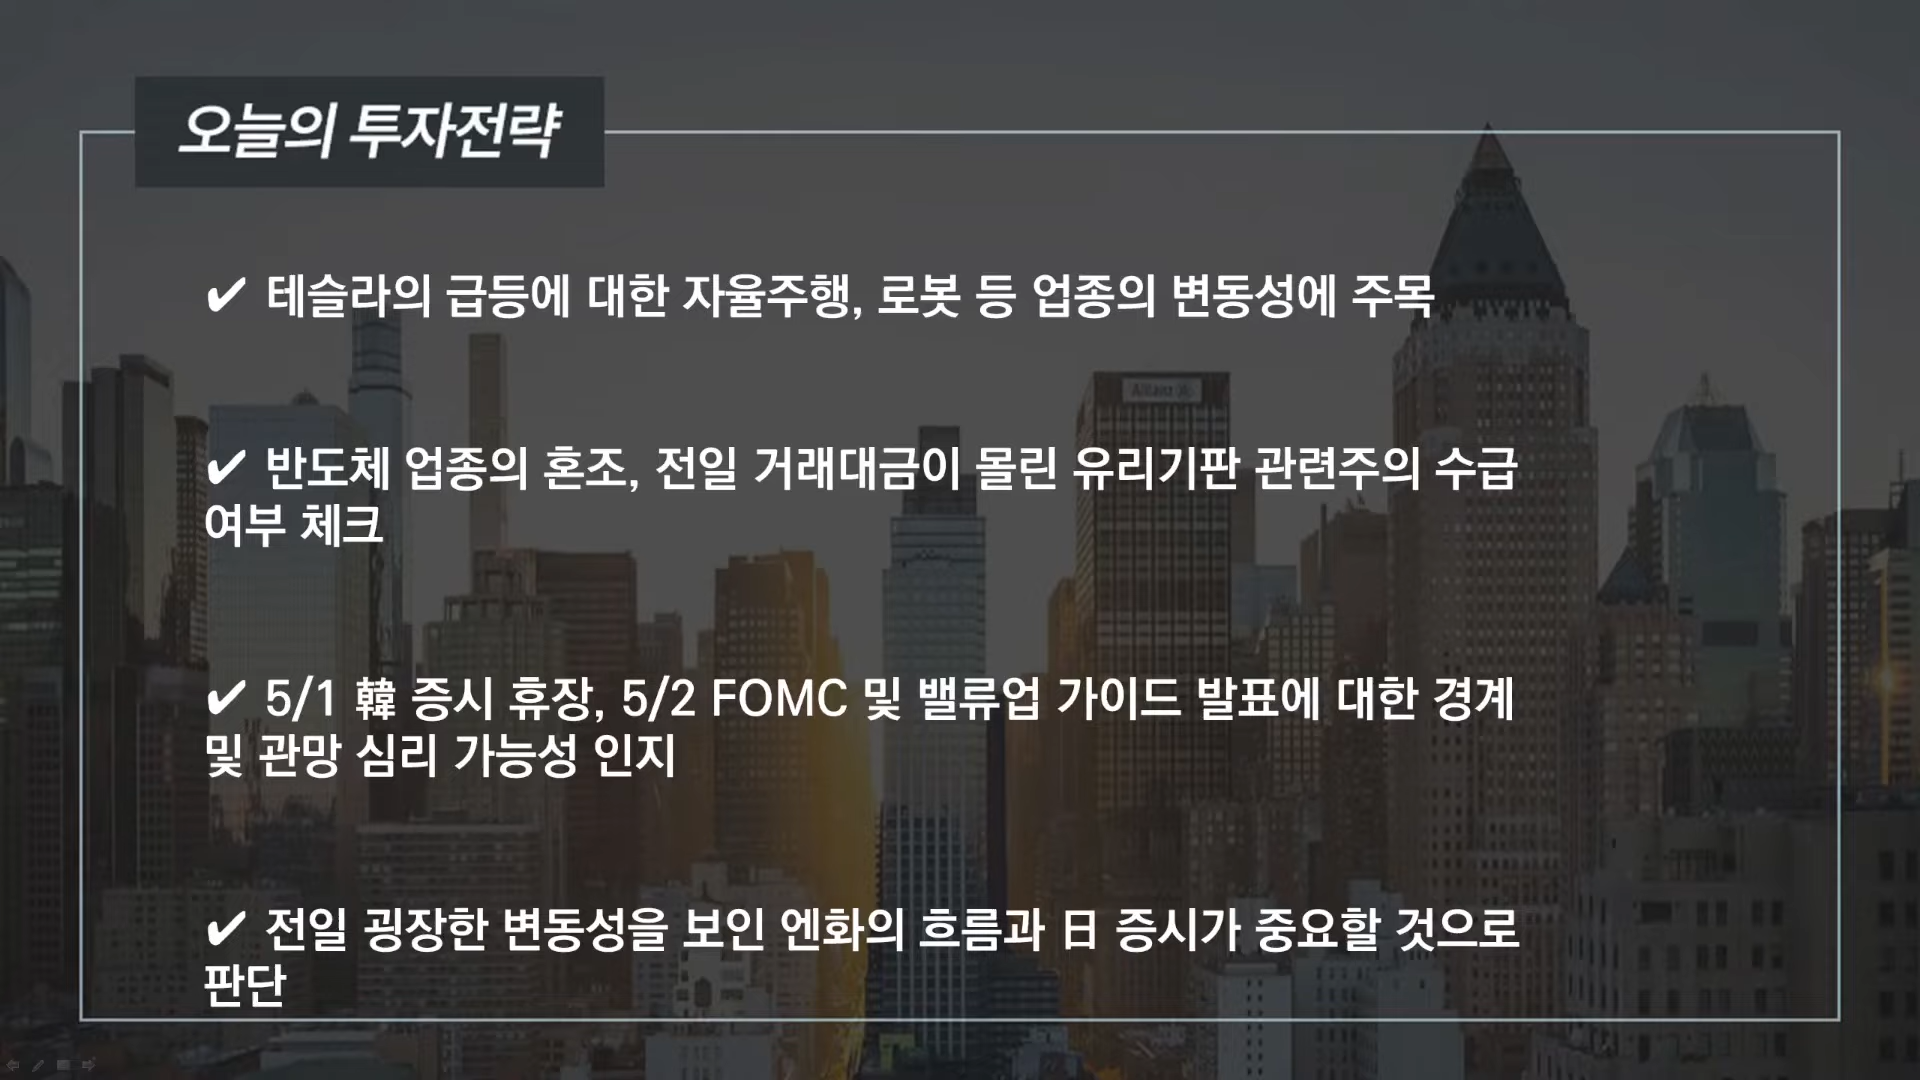 오늘의 투자전략
✔ 테슬라의 급등에 대한 자율주행, 로봇 등 업종의 변동성에 주목
✔ 반도체 업종의 혼조, 전일 거래대금이 몰린 유리기판 관련주의 수급
여부 체크
✔ 5/1 韓 증시 휴장, 5/2 FOMC 및 밸류업 가이드 발표에 대한 경계
및 관망 심리 가능성 인지
✔ 전일 굉장한 변동성을 보인 엔화의 흐름과 日 증시가 중요할 것으로
판단
Allianz